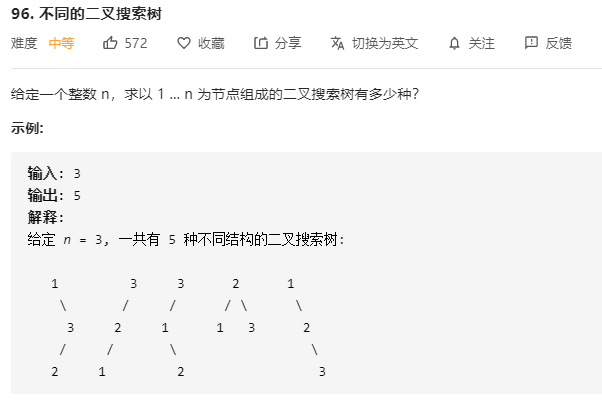 96. 不同的二叉搜索树
难度 中等 572 收藏 分享 切换为英文 关注 反馈
给定一个整数 n，求以 1 ... n 为节点组成的二叉搜索树有多少种？
示例:
输入: 3
输出: 5
解释:
给定 n = 3, 一共有 5 种不同结构的二叉搜索树:
1 3 3 2 1
\ / / / \ \
3 2 1 1 3 2
/ / \ \
2 1 2 3